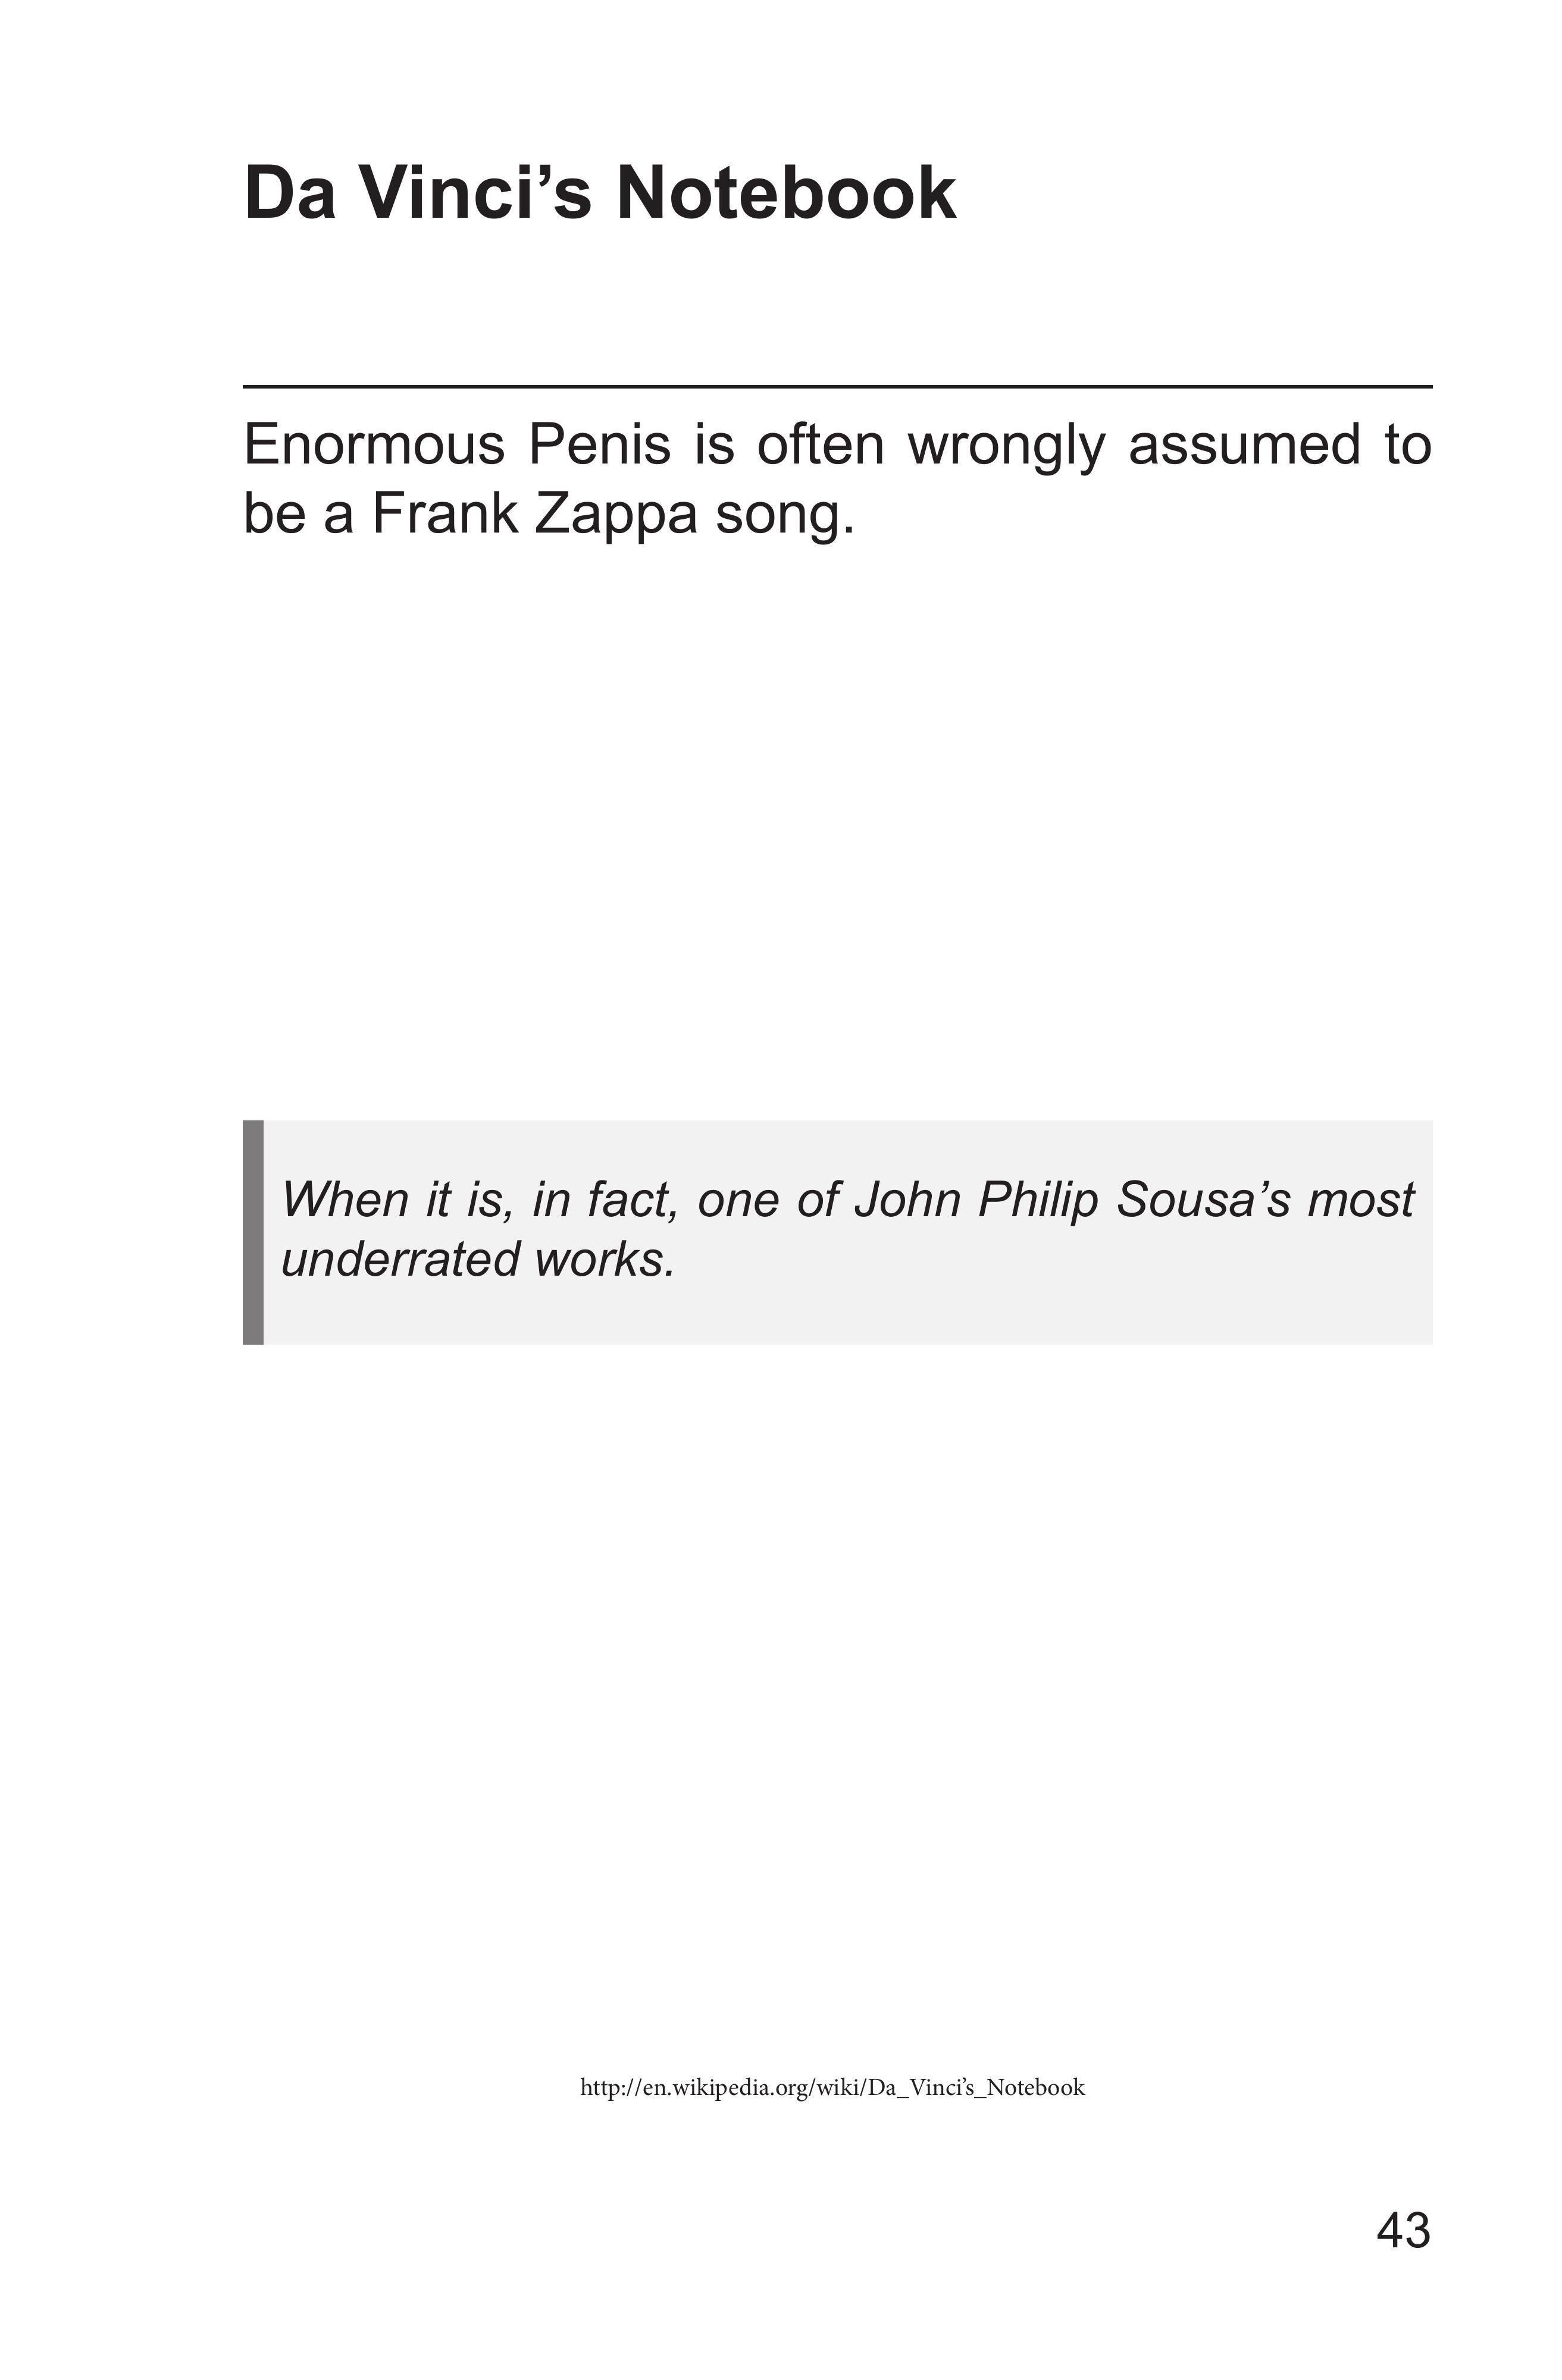 Da Vinci’s Notebook
Enormous Penis is often wrongly assumed to
be a Frank Zappa song.
When it is, in fact, one of John Philip Sousa’s most
underrated works.
http://en.wikipedia.org/wiki/Da_Vinci’s_Notebook
43